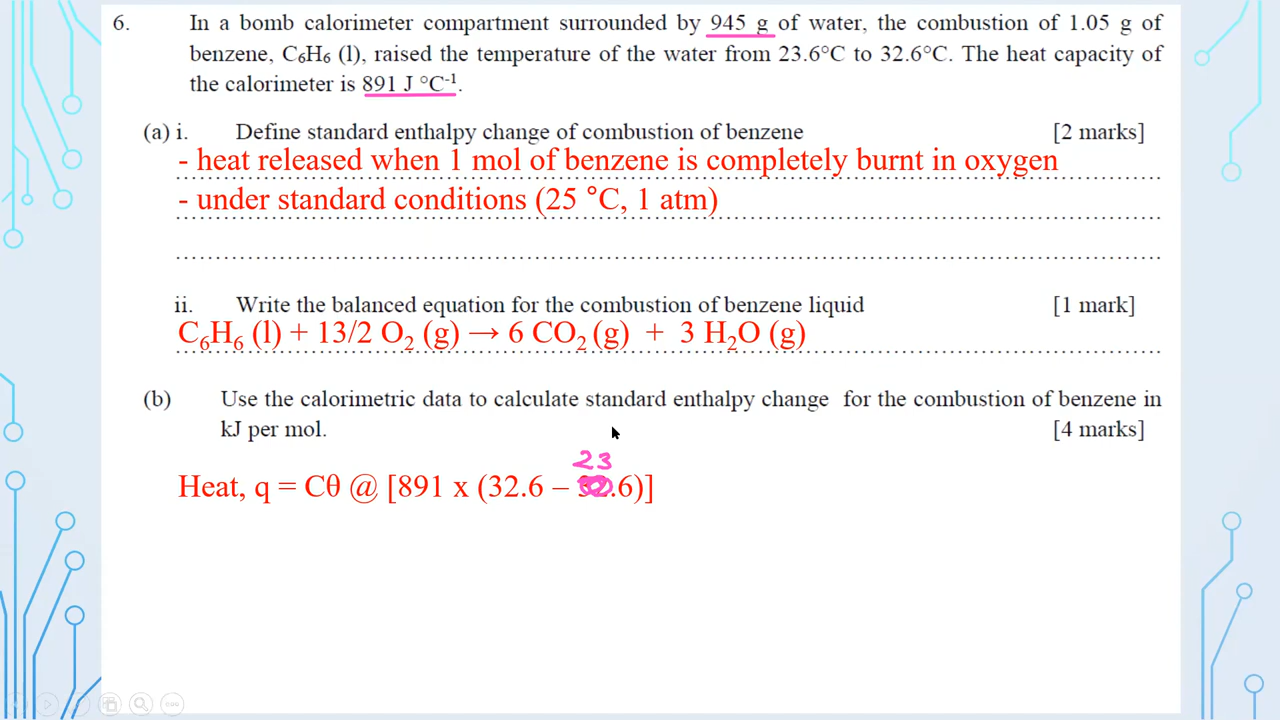 6. In a bomb calorimeter compartment surrounded by 945 g of water, the combustion of 1.05 g of
benzene, C₆H₆ (l), raised the temperature of the water from 23.6°C to 32.6°C. The heat capacity of
the calorimeter is 891 J °C⁻¹.
(a) i. Define standard enthalpy change of combustion of benzene [2 marks]
- heat released when 1 mol of benzene is completely burnt in oxygen
- under standard conditions (25 °C, 1 atm)
ii. Write the balanced equation for the combustion of benzene liquid [1 mark]
C₆H₆ (l) + 13/2 O₂ (g) → 6 CO₂ (g) + 3 H₂O (g)
(b) Use the calorimetric data to calculate standard enthalpy change for the combustion of benzene in
kJ per mol. [4 marks]
23
Heat, q = Cθ @ [891 x (32.6 – .6)]